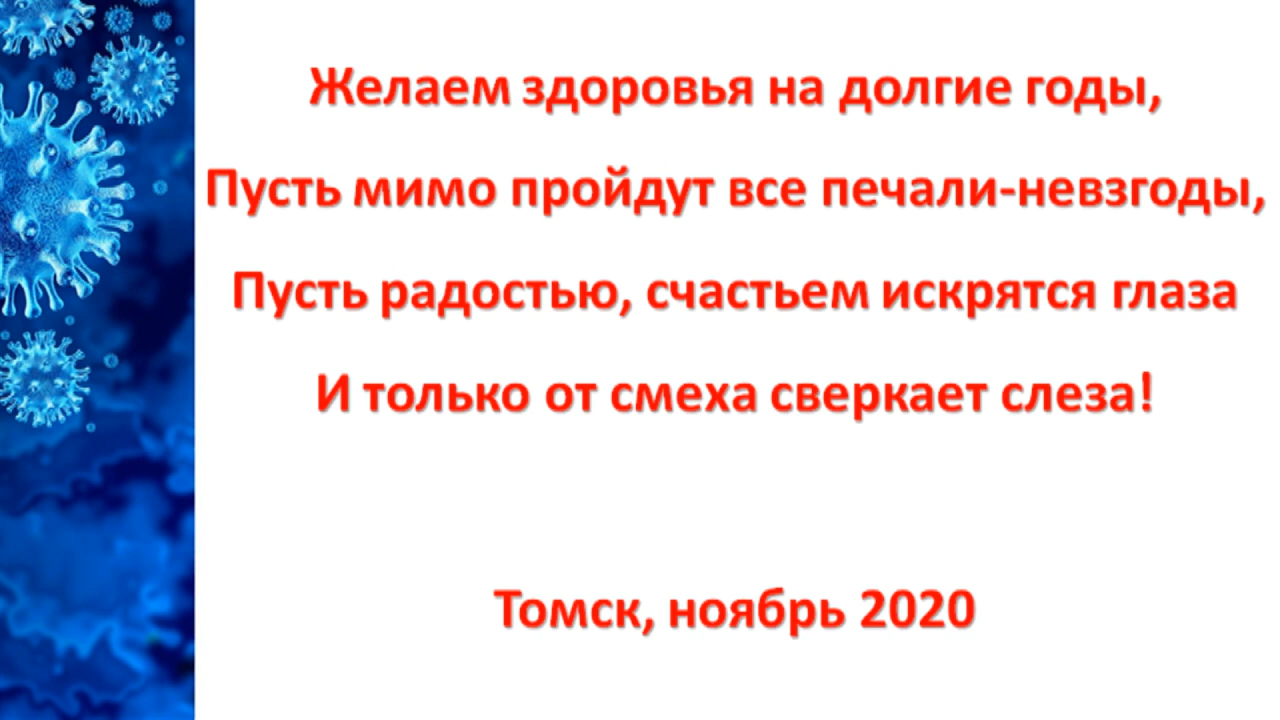 Желаем здоровья на долгие годы,
Пусть мимо пройдут все печали-невзгоды,
Пусть радостью, счастьем искрятся глаза
И только от смеха сверкает слеза!
Томск, ноябрь 2020